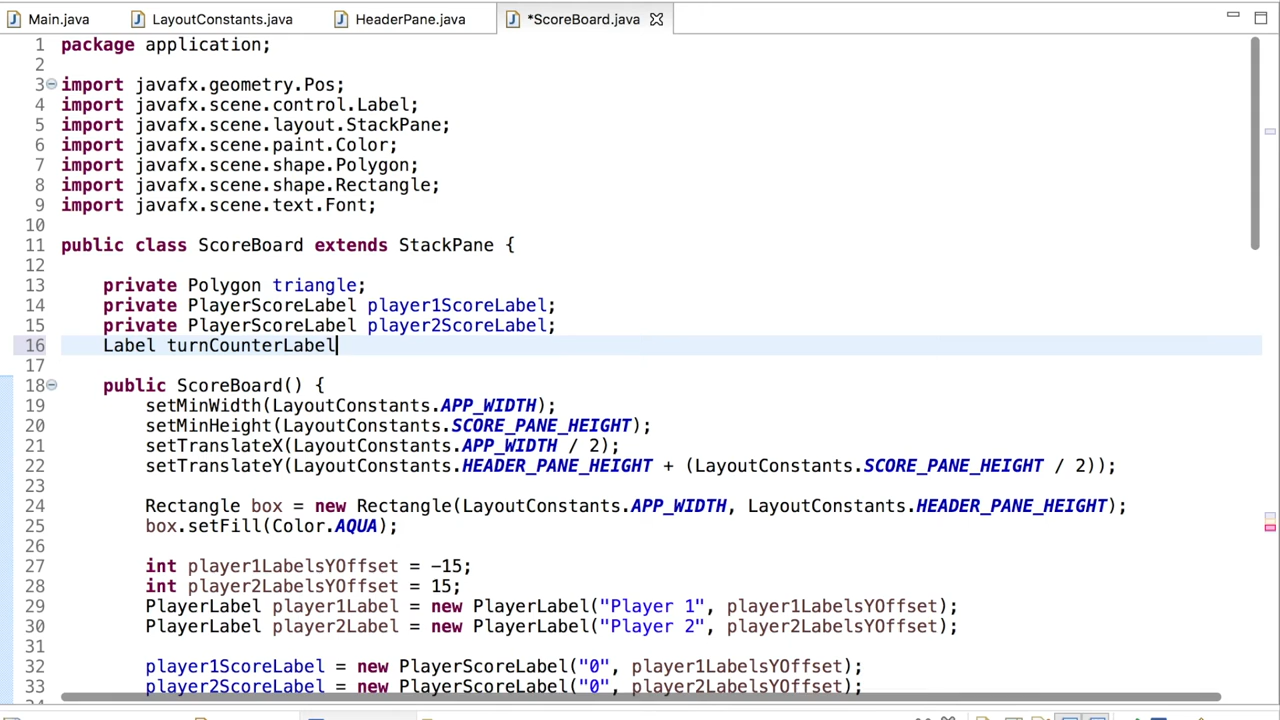 Main.java LayoutConstants.java HeaderPane.java *ScoreBoard.java
1 package application;
2
3 import javafx.geometry.Pos;
4 import javafx.scene.control.Label;
5 import javafx.scene.layout.StackPane;
6 import javafx.scene.paint.Color;
7 import javafx.scene.shape.Polygon;
8 import javafx.scene.shape.Rectangle;
9 import javafx.scene.text.Font;
10
11 public class ScoreBoard extends StackPane {
12
13 private Polygon triangle;
14 private PlayerScoreLabel player1ScoreLabel;
15 private PlayerScoreLabel player2ScoreLabel;
16 Label turnCounterLabel
17
18 public ScoreBoard() {
19 setMinWidth(LayoutConstants.APP_WIDTH);
20 setMinHeight(LayoutConstants.SCORE_PANE_HEIGHT);
21 setTranslateX(LayoutConstants.APP_WIDTH / 2);
22 setTranslateY(LayoutConstants.HEADER_PANE_HEIGHT + (LayoutConstants.SCORE_PANE_HEIGHT / 2));
23
24 Rectangle box = new Rectangle(LayoutConstants.APP_WIDTH, LayoutConstants.HEADER_PANE_HEIGHT);
25 box.setFill(Color.AQUA);
26
27 int player1LabelsYOffset = -15;
28 int player2LabelsYOffset = 15;
29 PlayerLabel player1Label = new PlayerLabel("Player 1", player1LabelsYOffset);
30 PlayerLabel player2Label = new PlayerLabel("Player 2", player2LabelsYOffset);
31
32 player1ScoreLabel = new PlayerScoreLabel("0", player1LabelsYOffset);
33 player2ScoreLabel = new PlayerScoreLabel("0", player2LabelsYOffset);